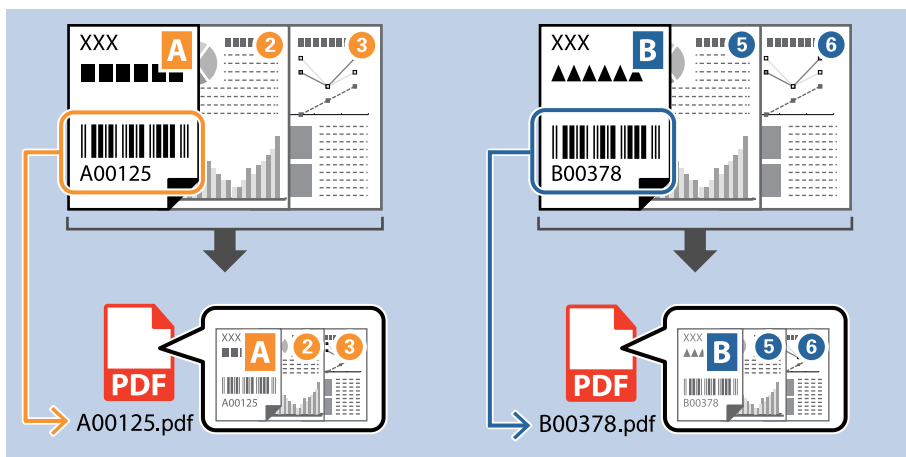 XXX
A
2
3
A00125
XXX
B
5
6
B00378
PDF
XXX
A
2
3
A00125
A00125.pdf
PDF
XXX
B
5
6
B00378
B00378.pdf